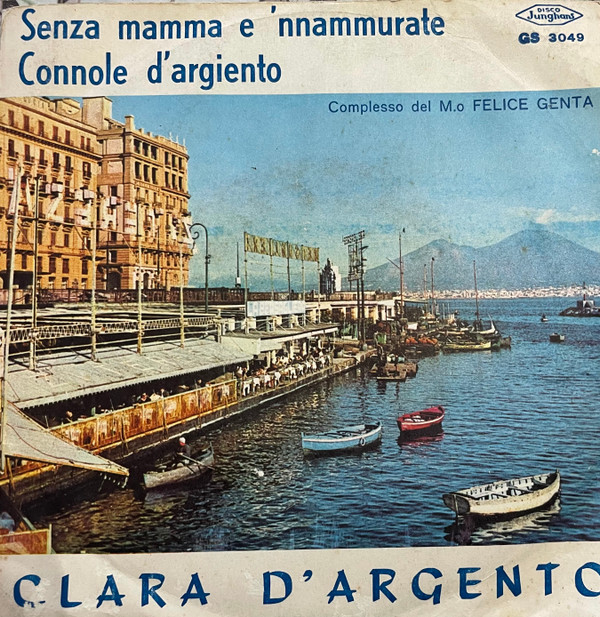 Senza mamma e 'nnammurate
Connole d'argiento
DISCO
Junghans
GS 3049
Complesso del M.o FELICE GENTA
CLARA D'ARGENTO